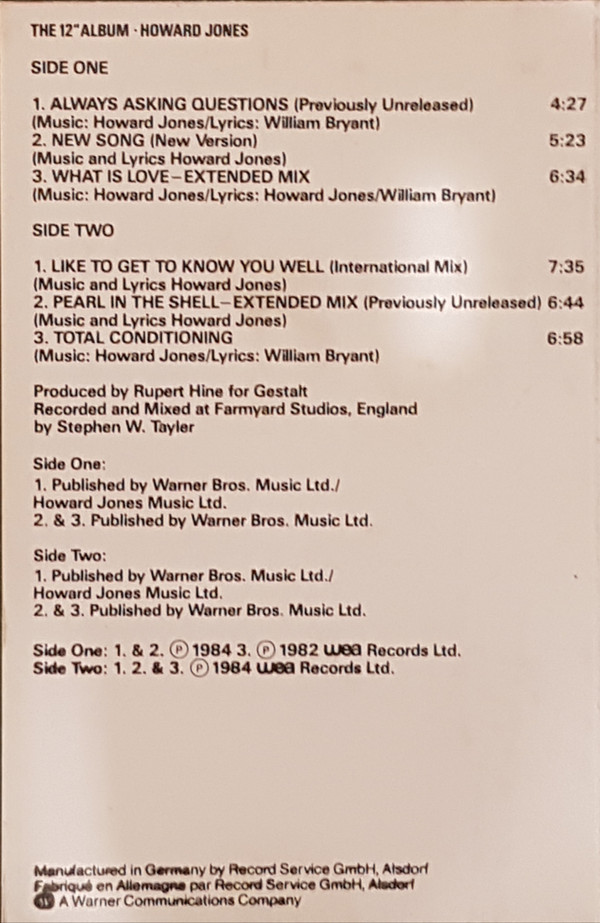 THE 12" ALBUM · HOWARD JONES
SIDE ONE
1. ALWAYS ASKING QUESTIONS (Previously Unreleased) 4:27
(Music: Howard Jones/Lyrics: William Bryant)
2. NEW SONG (New Version) 5:23
(Music and Lyrics Howard Jones)
3. WHAT IS LOVE–EXTENDED MIX 6:34
(Music: Howard Jones/Lyrics: Howard Jones/William Bryant)
SIDE TWO
1. LIKE TO GET TO KNOW YOU WELL (International Mix) 7:35
(Music and Lyrics Howard Jones)
2. PEARL IN THE SHELL–EXTENDED MIX (Previously Unreleased) 6:44
(Music and Lyrics Howard Jones)
3. TOTAL CONDITIONING 6:58
(Music: Howard Jones/Lyrics: William Bryant)
Produced by Rupert Hine for Gestalt
Recorded and Mixed at Farmyard Studios, England
by Stephen W. Tayler
Side One:
1. Published by Warner Bros. Music Ltd./
Howard Jones Music Ltd.
2. & 3. Published by Warner Bros. Music Ltd.
Side Two:
1. Published by Warner Bros. Music Ltd./
Howard Jones Music Ltd.
2. & 3. Published by Warner Bros. Music Ltd.
Side One: 1. & 2. ℗ 1984 3. ℗ 1982 wea Records Ltd.
Side Two: 1. 2. & 3. ℗ 1984 wea Records Ltd.
Manufactured in Germany by Record Service GmbH, Alsdorf
Fabriqué en Allemagne par Record Service GmbH, Alsdorf
A Warner Communications Company